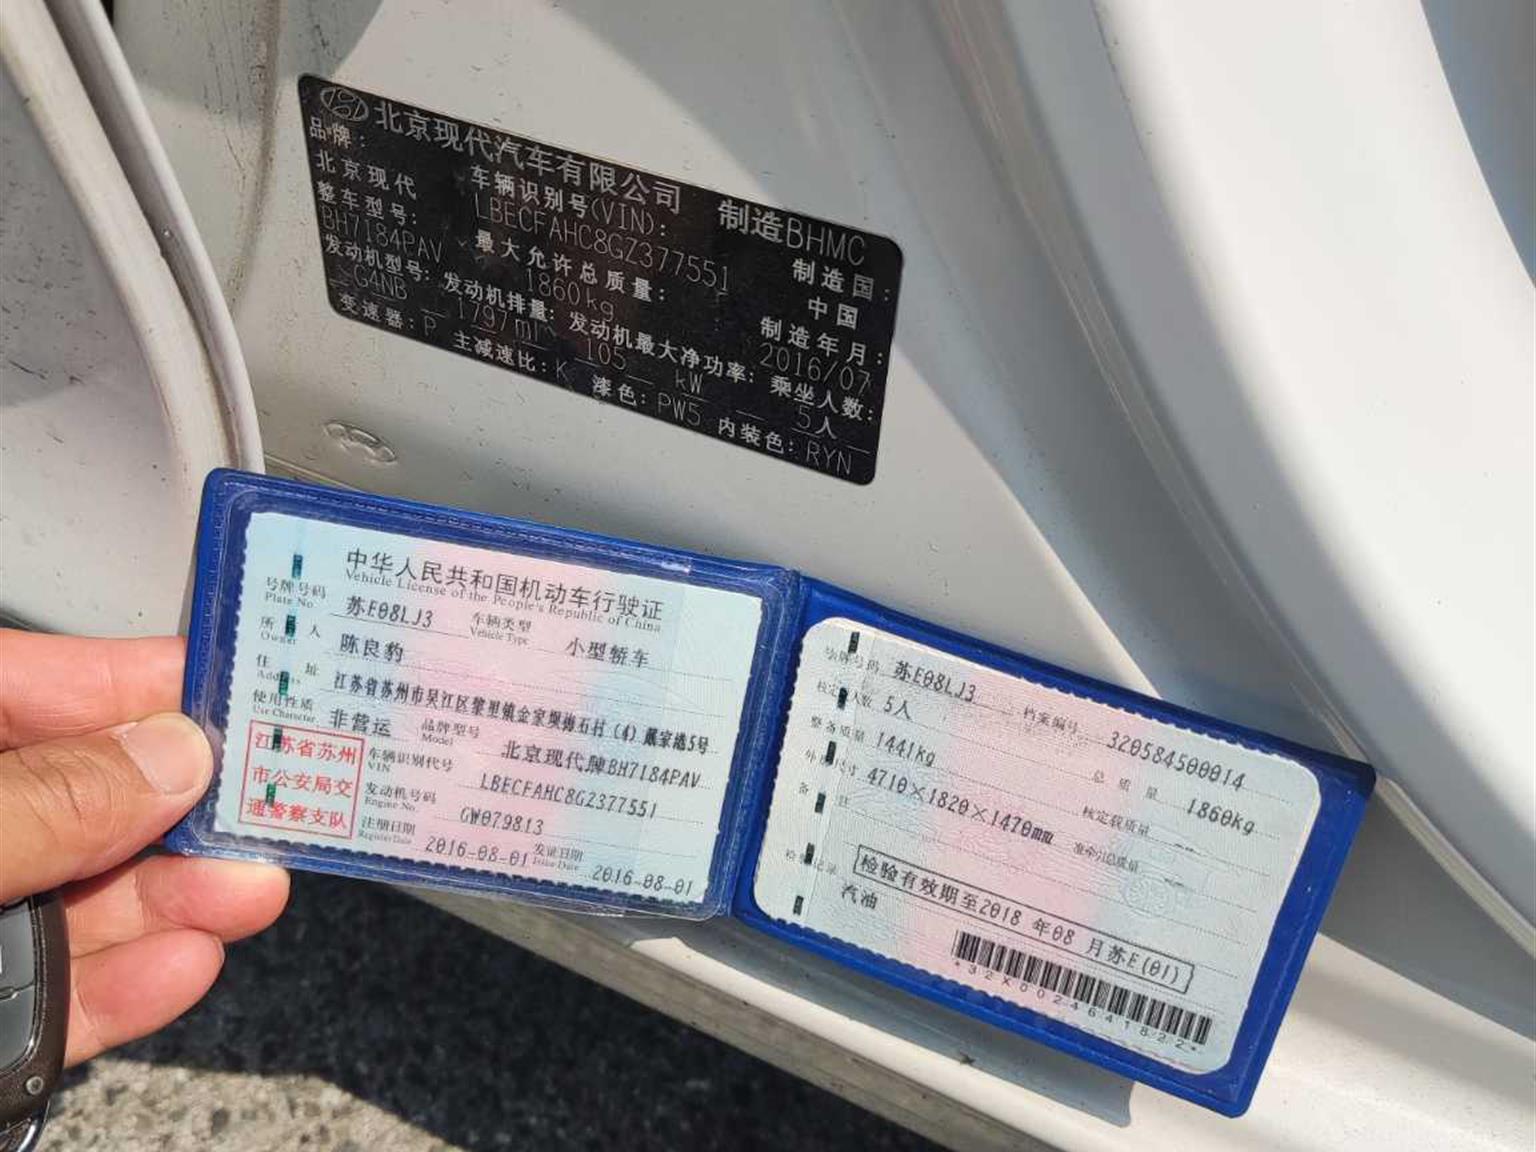 北京现代汽车有限公司 制造BHMC
品牌：
北京现代
车辆识别号(VIN):
LBECFAHC8GZ377551
制造国：
中国
整车型号：
BH7184PAV
最大允许总质量：
1860kg
制造年月：
2016/07
发动机型号：
G4NB
发动机排量：
1797ml
发动机最大净功率：
105 kW
乘坐人数：
5人
变速器：P
主减速比：K
漆色：PW5
内装色：RYN
中华人民共和国机动车行驶证
Vehicle License of the People's Republic of China
号牌号码 苏E08LJ3 车辆类型 小型轿车
Plate No. Vehicle Type
所有人 陈良豹
Owner
住址 江苏省苏州市吴江区黎里镇金家坝潍石村(4)戴家港5号
Address
使用性质 非营运 品牌型号 北京现代牌BH7184PAV
Use Character Model
江苏省苏州
市公安局交
通警察支队
车辆识别代号 LBECFAHC8GZ377551
VIN
发动机号码 GW079813
Engine No.
注册日期 2016-08-01 发证日期 2016-08-01
Register Date Issue Date
号牌号码 苏E08LJ3 档案编号 320584500014
核定人数 5人 总质量 1860kg
整备质量 1441kg 核定载质量 --
外廓尺寸 4710×1820×1470mm 准牵引总质量 --
备注
检验记录 检验有效期至2018年08月苏E(01)
汽油
*32X0024641822*